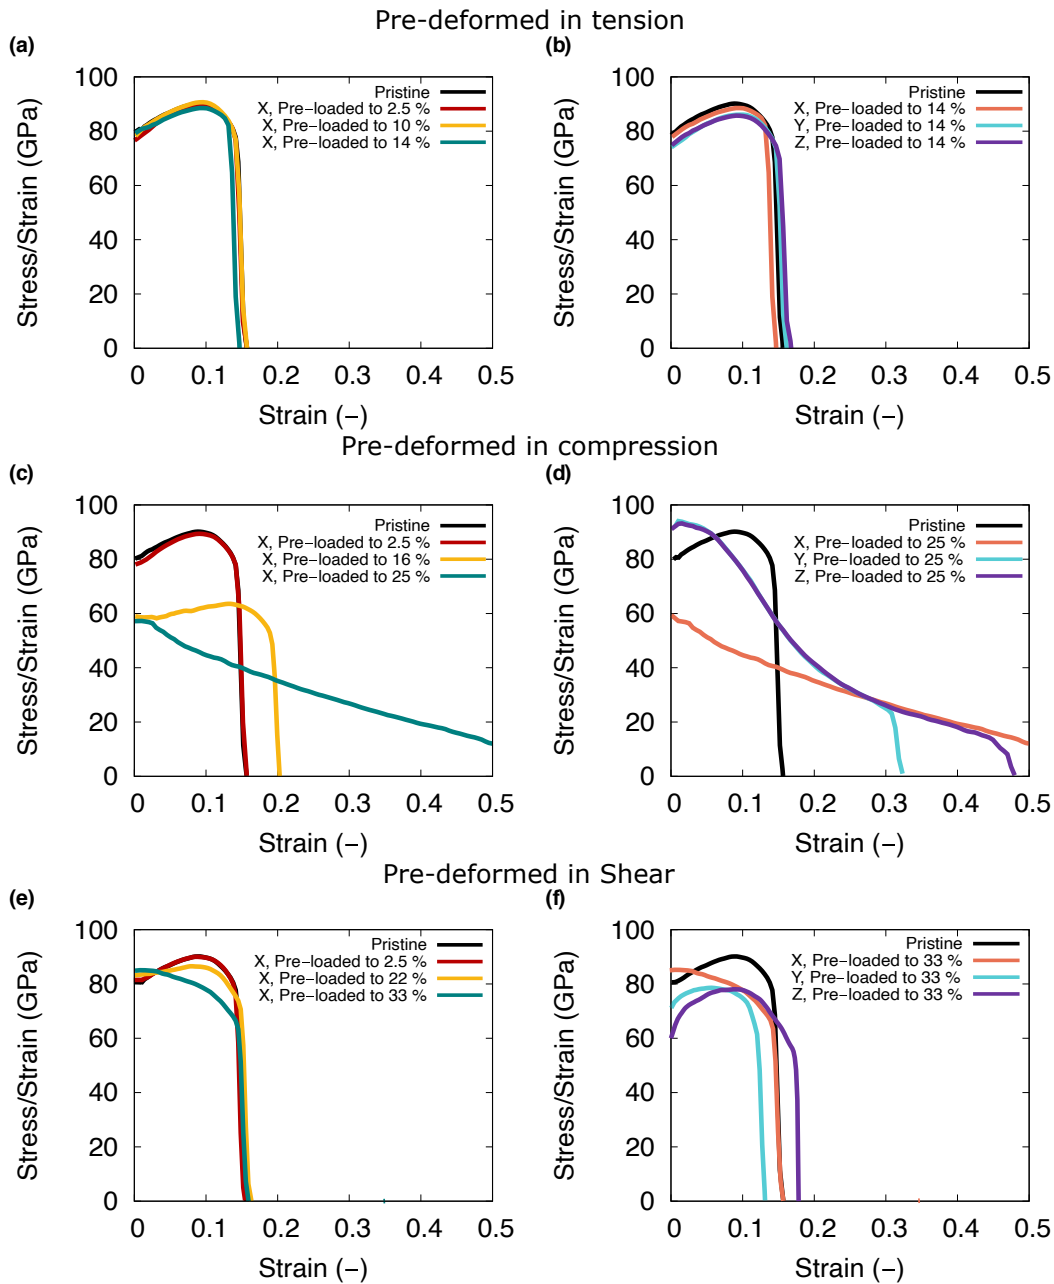 Pre-deformed in tension
(a)
100
80
60
40
20
0
Stress/Strain (GPa)
Pristine
X, Pre-loaded to 2.5 %
X, Pre-loaded to 10 %
X, Pre-loaded to 14 %
0 0.1 0.2 0.3 0.4 0.5
Strain (–)
(b)
100
80
60
40
20
0
Stress/Strain (GPa)
Pristine
X, Pre-loaded to 14 %
Y, Pre-loaded to 14 %
Z, Pre-loaded to 14 %
0 0.1 0.2 0.3 0.4 0.5
Strain (–)
Pre-deformed in compression
(c)
100
80
60
40
20
0
Stress/Strain (GPa)
Pristine
X, Pre-loaded to 2.5 %
X, Pre-loaded to 16 %
X, Pre-loaded to 25 %
0 0.1 0.2 0.3 0.4 0.5
Strain (–)
(d)
100
80
60
40
20
0
Stress/Strain (GPa)
Pristine
X, Pre-loaded to 25 %
Y, Pre-loaded to 25 %
Z, Pre-loaded to 25 %
0 0.1 0.2 0.3 0.4 0.5
Strain (–)
Pre-deformed in Shear
(e)
100
80
60
40
20
0
Stress/Strain (GPa)
Pristine
X, Pre-loaded to 2.5 %
X, Pre-loaded to 22 %
X, Pre-loaded to 33 %
0 0.1 0.2 0.3 0.4 0.5
Strain (–)
(f)
100
80
60
40
20
0
Stress/Strain (GPa)
Pristine
X, Pre-loaded to 33 %
Y, Pre-loaded to 33 %
Z, Pre-loaded to 33 %
0 0.1 0.2 0.3 0.4 0.5
Strain (–)